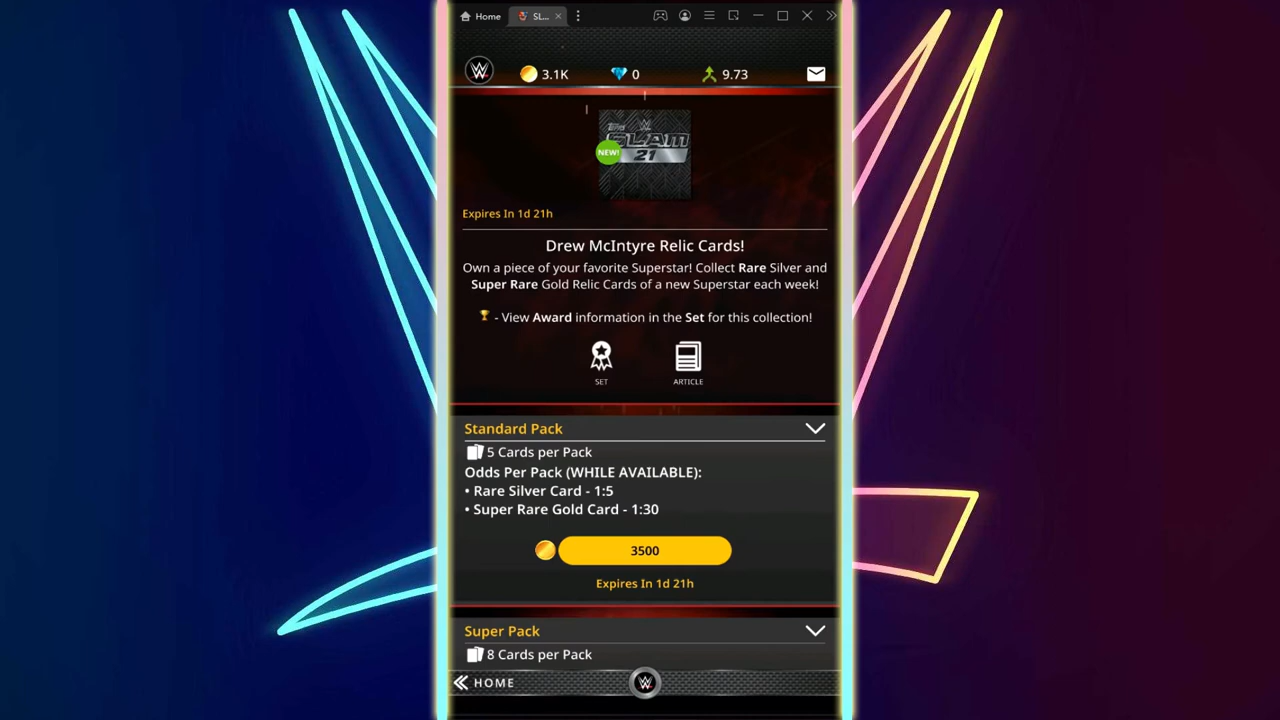 Home
SL...
3.1K
0
9.73
Topps
W
SLAM
21
NEW!
Expires In 1d 21h
Drew McIntyre Relic Cards!
Own a piece of your favorite Superstar! Collect Rare Silver and
Super Rare Gold Relic Cards of a new Superstar each week!
- View Award information in the Set for this collection!
SET
ARTICLE
Standard Pack
5 Cards per Pack
Odds Per Pack (WHILE AVAILABLE):
• Rare Silver Card - 1:5
• Super Rare Gold Card - 1:30
3500
Expires In 1d 21h
Super Pack
8 Cards per Pack
HOME